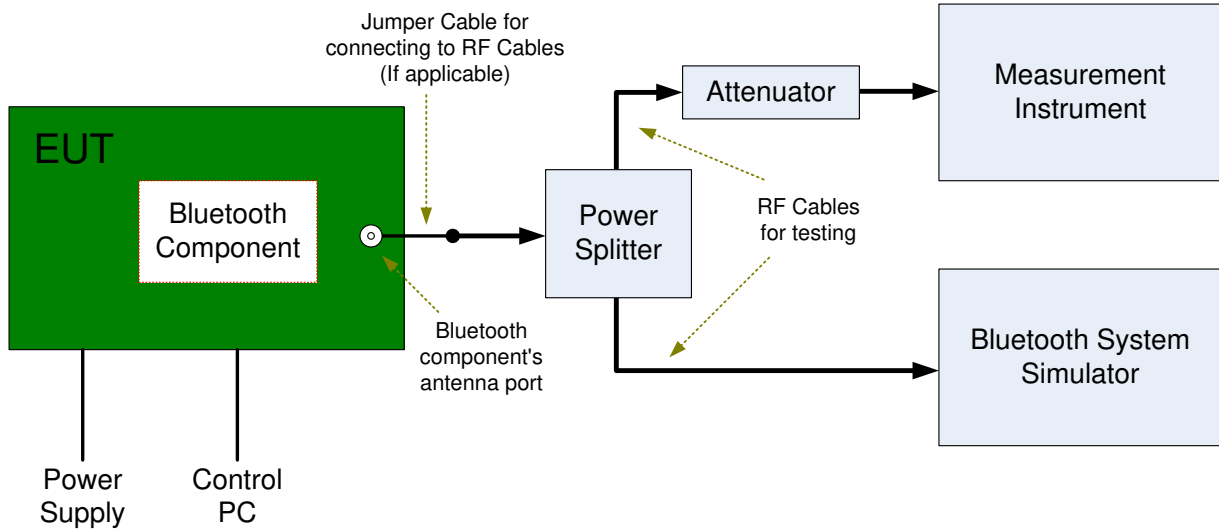 Jumper Cable for
connecting to RF Cables
(If applicable)
EUT
Bluetooth
Component
Bluetooth
component's
antenna port
Power
Supply
Control
PC
Power
Splitter
Attenuator
RF Cables
for testing
Measurement
Instrument
Bluetooth System
Simulator